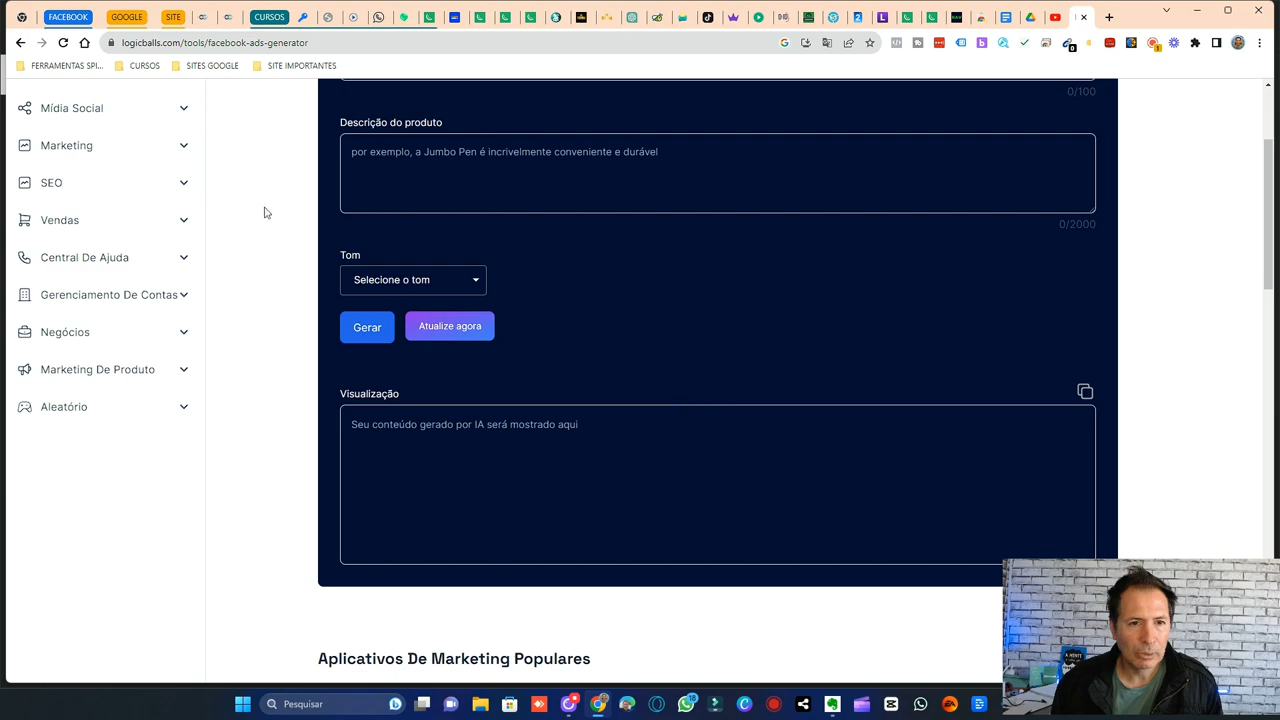 FACEBOOK GOOGLE SITE CURSOS
logicballs.com/tools/facebook-ads-generator
FERRAMENTAS SPI... CURSOS SITES GOOGLE SITE IMPORTANTES
Mídia Social
Marketing
SEO
Vendas
Central De Ajuda
Gerenciamento De Contas
Negócios
Marketing De Produto
Aleatório
0/100
Descrição do produto
por exemplo, a Jumbo Pen é incrivelmente conveniente e durável
0/2000
Tom
Selecione o tom
Gerar Atualize agora
Visualização
Seu conteúdo gerado por IA será mostrado aqui
Aplicativos De Marketing Populares
A MENTE
Pesquisar
18